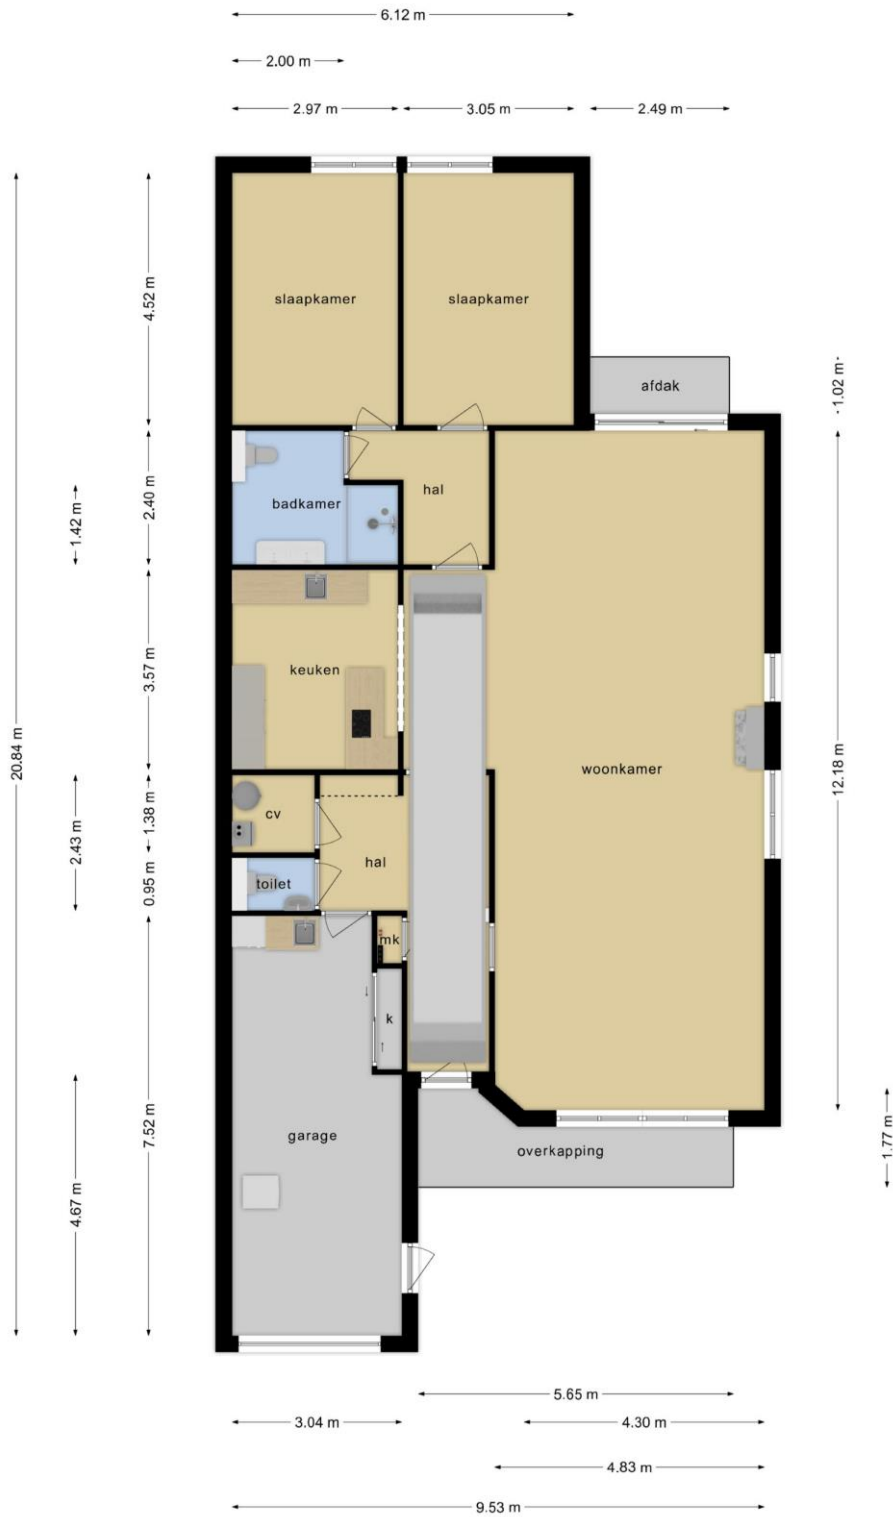 6.12 m
2.00 m
2.97 m
3.05 m
2.49 m
slaapkamer
slaapkamer
4.52 m
afdak
1.02 m
20.84 m
hal
badkamer
2.40 m
1.42 m
keuken
3.57 m
woonkamer
12.18 m
cv
1.38 m
2.43 m
hal
toilet
0.95 m
mk
k
garage
7.52 m
overkapping
1.77 m
4.67 m
5.65 m
3.04 m
4.30 m
4.83 m
9.53 m